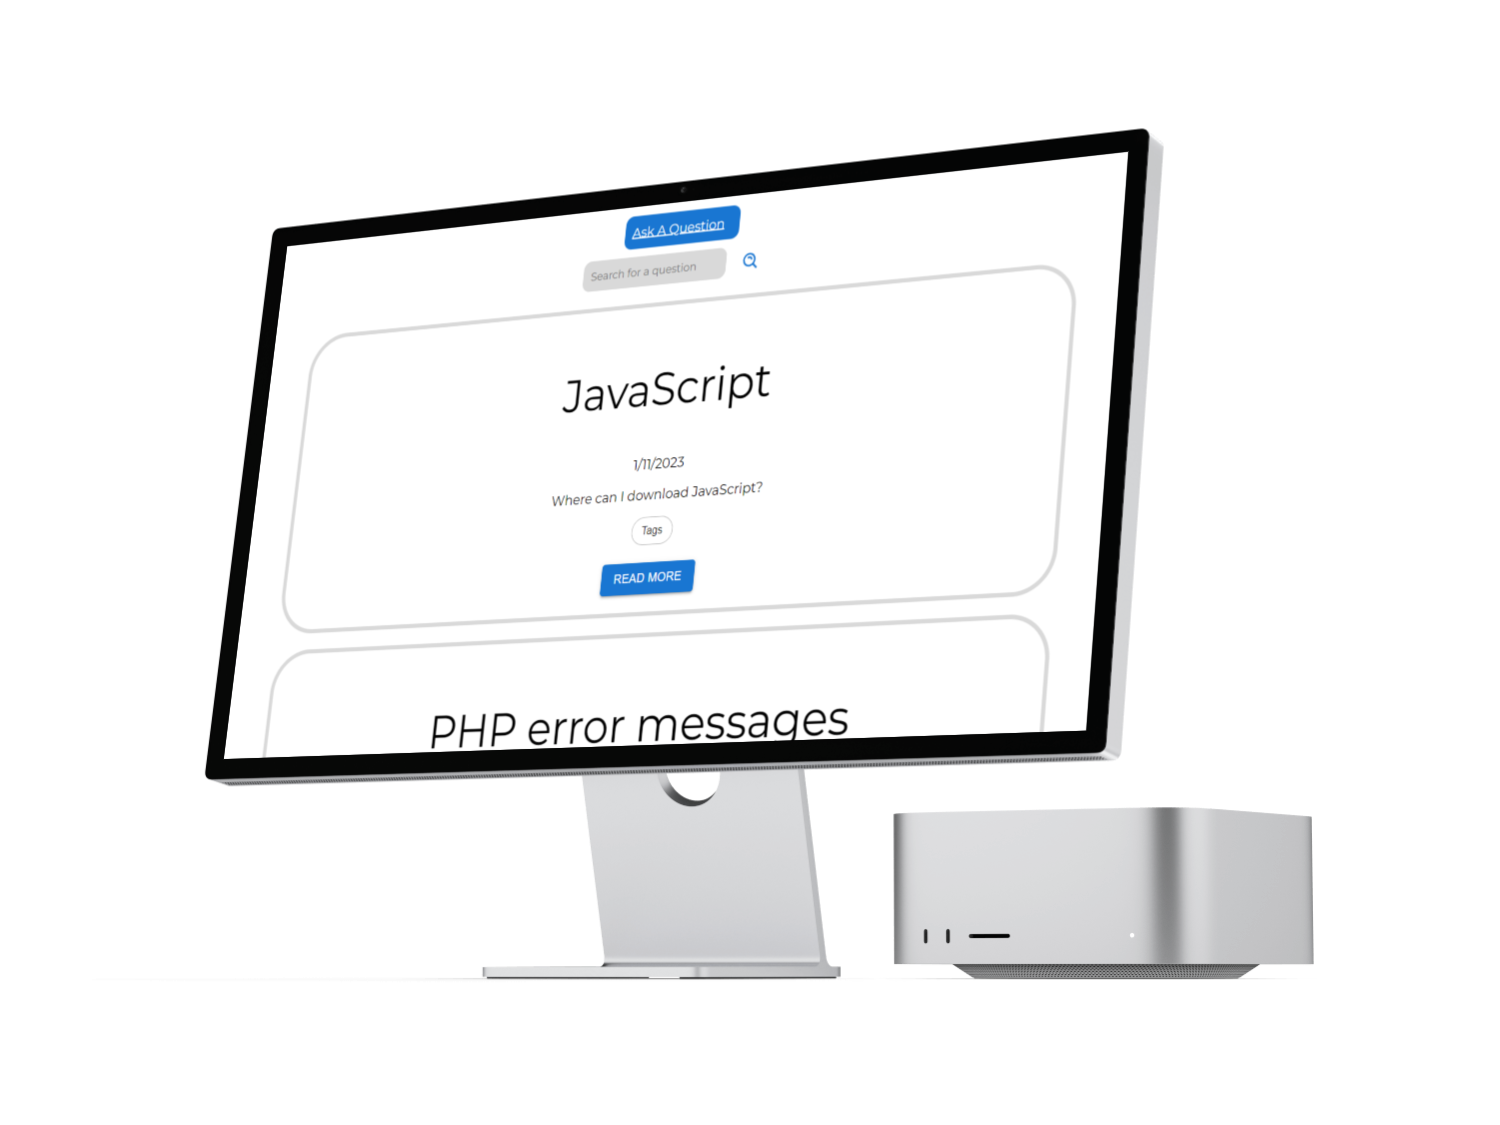 Ask A Question
Search for a question
JavaScript
1/11/2023
Where can I download JavaScript?
Tags
READ MORE
PHP error messages